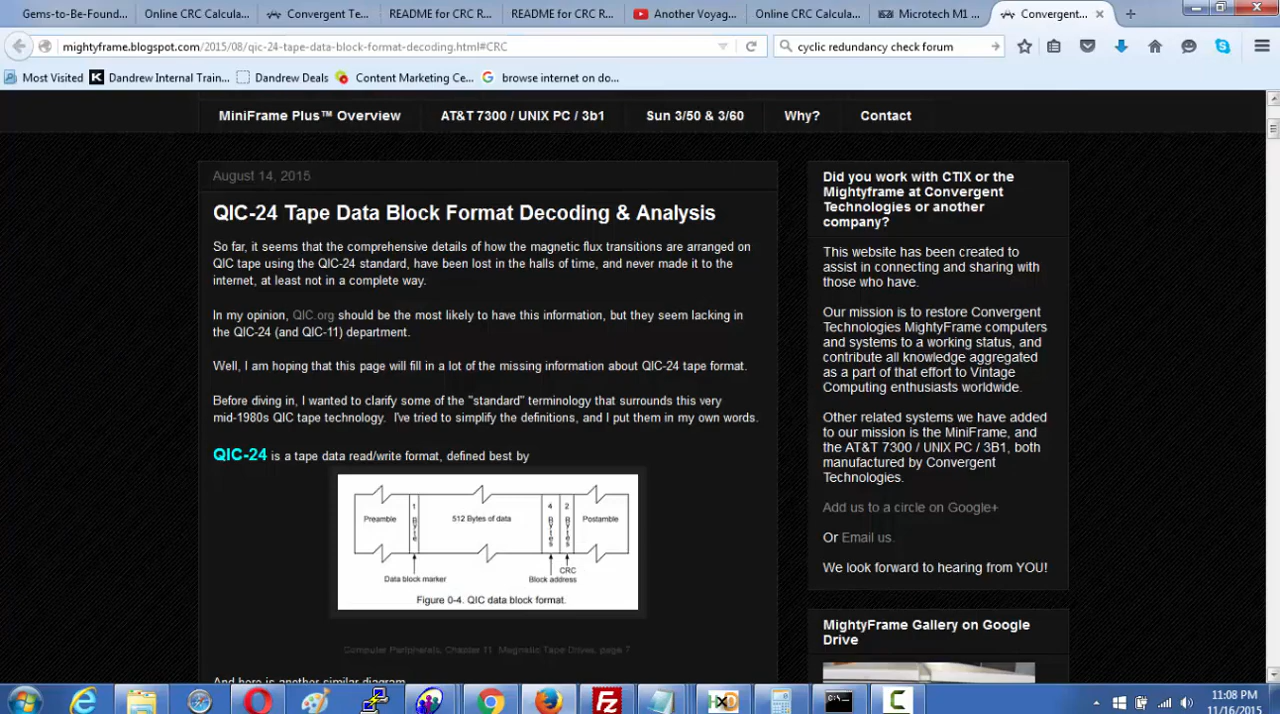 Gems-to-Be-Found...
Online CRC Calcula...
Convergent Te...
README for CRC R...
README for CRC R...
Another Voyag...
Online CRC Calcula...
Microtech M1 ...
Convergent...
mightyframe.blogspot.com/2015/08/qic-24-tape-data-block-format-decoding.html#CRC
cyclic redundancy check forum
Most Visited
Dandrew Internal Train...
Dandrew Deals
Content Marketing Ce...
browse internet on do...
MiniFrame Plus™ Overview
AT&T 7300 / UNIX PC / 3b1
Sun 3/50 & 3/60
Why?
Contact
August 14, 2015
QIC-24 Tape Data Block Format Decoding & Analysis
So far, it seems that the comprehensive details of how the magnetic flux transitions are arranged on
QIC tape using the QIC-24 standard, have been lost in the halls of time, and never made it to the
internet, at least not in a complete way.
In my opinion, QIC.org should be the most likely to have this information, but they seem lacking in
the QIC-24 (and QIC-11) department.
Well, I am hoping that this page will fill in a lot of the missing information about QIC-24 tape format.
Before diving in, I wanted to clarify some of the "standard" terminology that surrounds this very
mid-1980s QIC tape technology.  I've tried to simplify the definitions, and I put them in my own words.
QIC-24 is a tape data read/write format, defined best by
Preamble
1 Byte
512 Bytes of data
4 Bytes
2 Bytes
Postamble
Data block marker
Block address
CRC
Figure 0-4. QIC data block format.
Computer Peripherals, Chapter 11  Magnetic Tape Drives, page 7
And here is another similar diagram
Did you work with CTIX or the
Mightyframe at Convergent
Technologies or another
company?
This website has been created to
assist in connecting and sharing with
those who have.
Our mission is to restore Convergent
Technologies MightyFrame computers
and systems to a working status, and
contribute all knowledge aggregated
as a part of that effort to Vintage
Computing enthusiasts worldwide.
Other related systems we have added
to our mission is the MiniFrame, and
the AT&T 7300 / UNIX PC / 3B1, both
manufactured by Convergent
Technologies.
Add us to a circle on Google+
Or Email us.
We look forward to hearing from YOU!
MightyFrame Gallery on Google
Drive
11:08 PM
11/16/2015